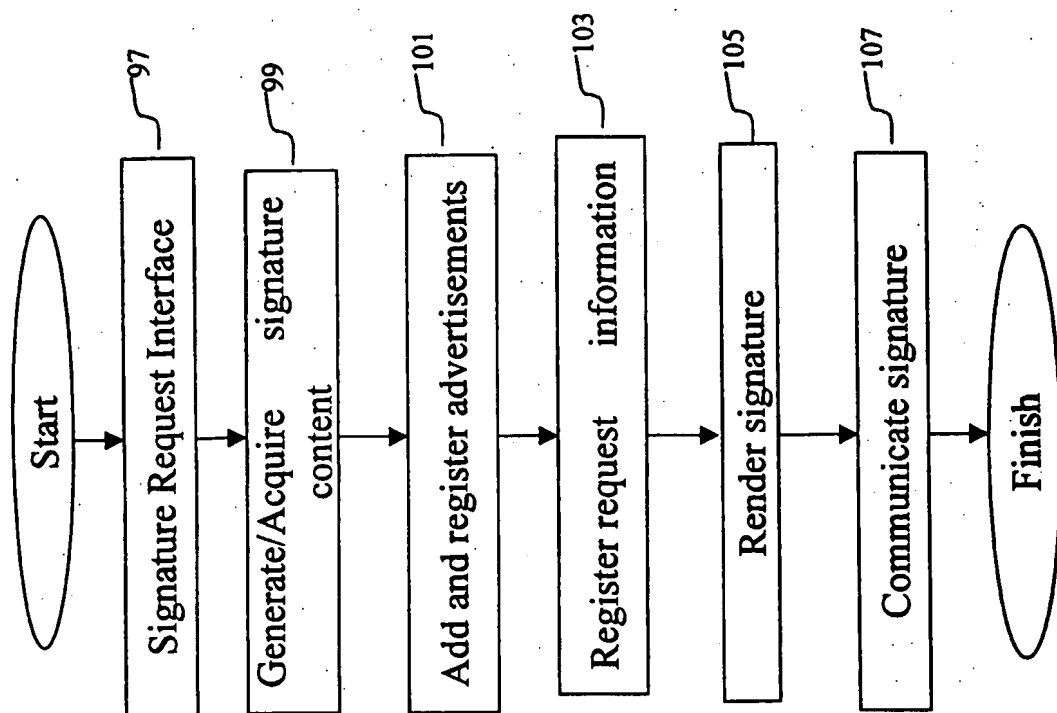 Start
Signature Request Interface
97
Generate/Acquire signature
content
99
Add and register advertisements
101
Register request information
103
Render signature
105
Communicate signature
107
Finish